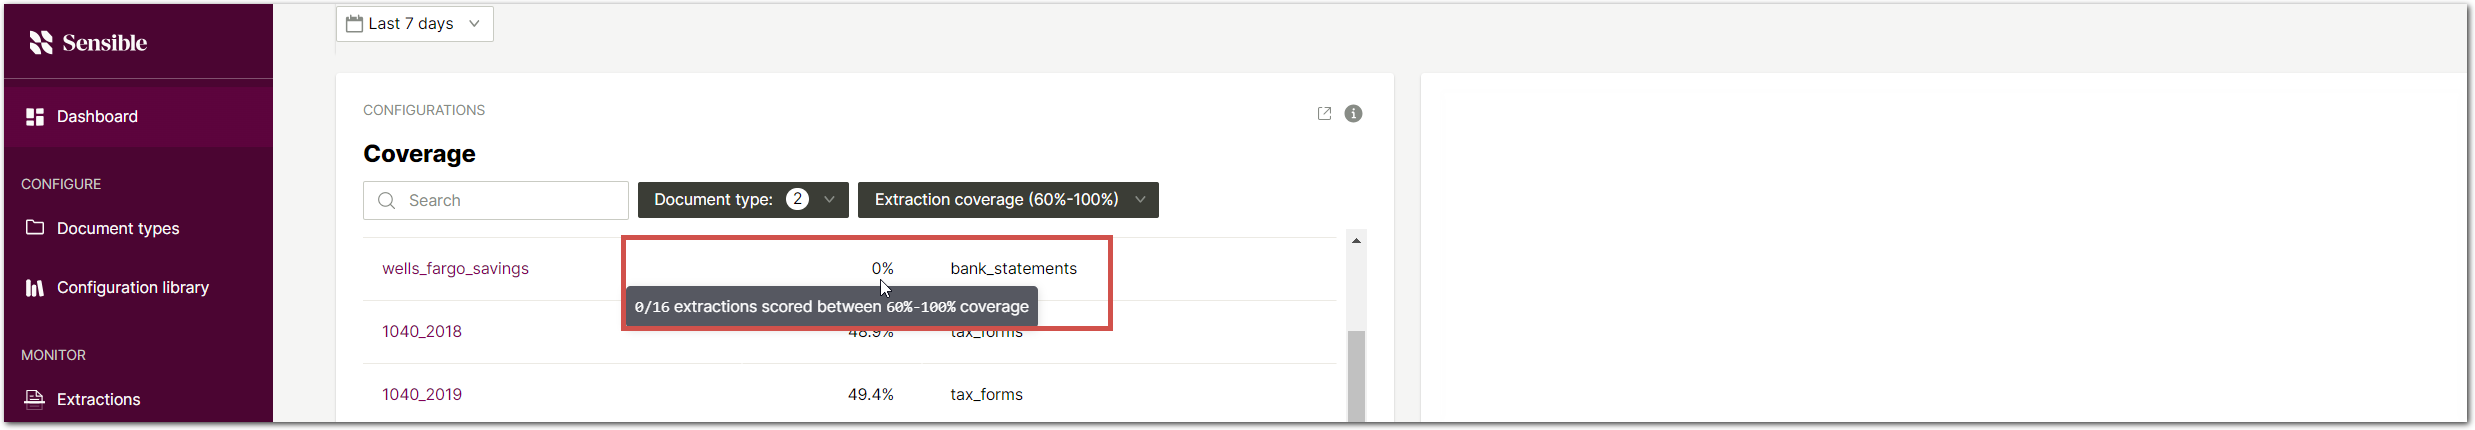 Sensible
Last 7 days
Dashboard
CONFIGURE
Document types
Configuration library
MONITOR
Extractions
CONFIGURATIONS
Coverage
Search
Document type: 2
Extraction coverage (60%-100%)
wells_fargo_savings 0% bank_statements
0/16 extractions scored between 60%-100% coverage
1040_2018 48.9% tax_forms
1040_2019 49.4% tax_forms